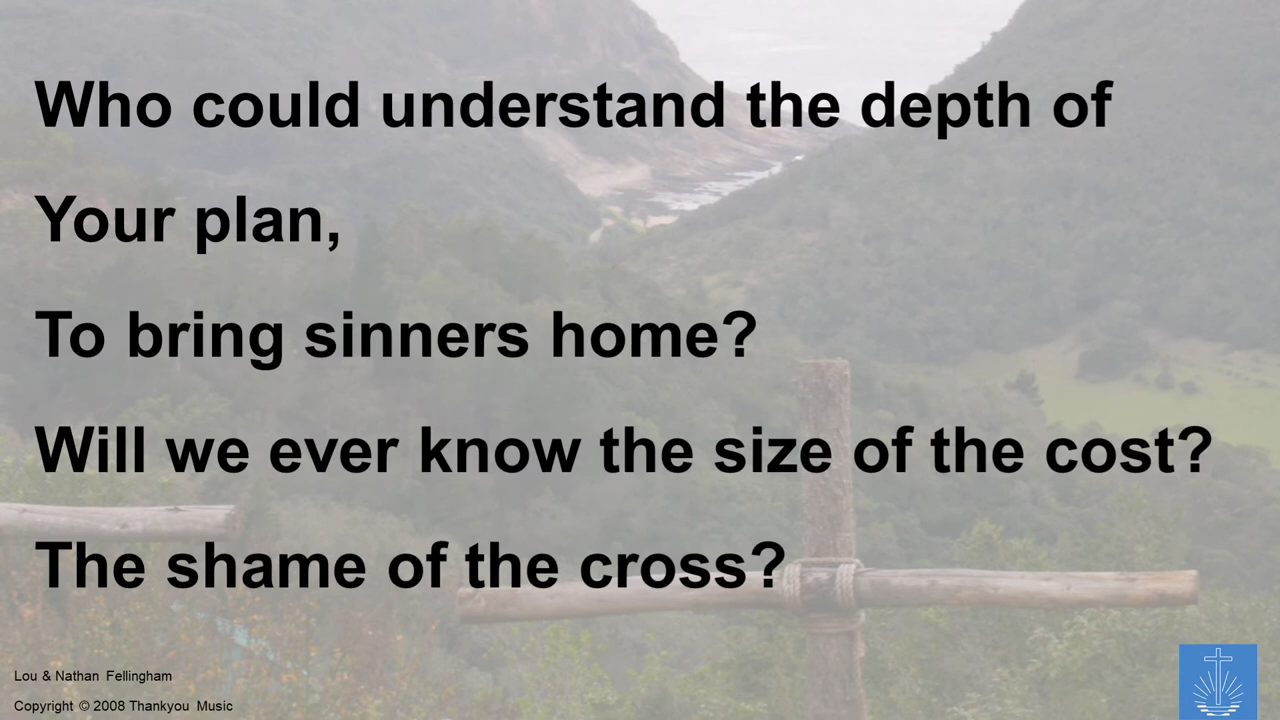 Who could understand the depth of
Your plan,
To bring sinners home?
Will we ever know the size of the cost?
The shame of the cross?
Lou & Nathan Fellingham
Copyright © 2008 Thankyou Music